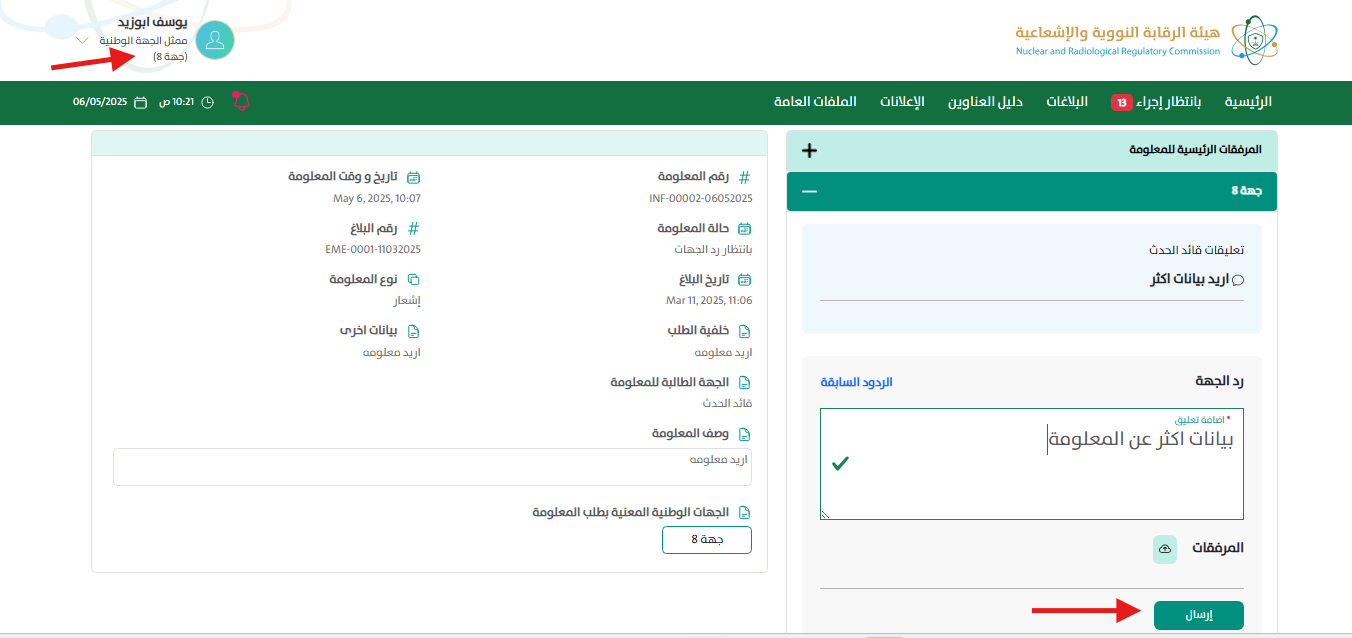 هيئة الرقابة النووية والإشعاعية
Nuclear and Radiological Regulatory Commission
يوسف ابوزيد
ممثل الجهة الوطنية
(جهة 8)
الرئيسية
بانتظار إجراء 13
البلاغات
دليل العناوين
الإعلانات
الملفات العامة
10:21 ص
06/05/2025
المرفقات الرئيسية للمعلومة
جهة 8
تعليقات قائد الحدث
اريد بيانات اكثر
رد الجهة
الردود السابقة
* اضافة تعليق
بيانات اكثر عن المعلومة
المرفقات
إرسال
رقم المعلومة
INF-00002-06052025
تاريخ و وقت المعلومة
May 6, 2025, 10:07
حالة المعلومة
بانتظار رد الجهات
رقم البلاغ
EME-0001-11032025
تاريخ البلاغ
Mar 11, 2025, 11:06
نوع المعلومة
إشعار
خلفية الطلب
اريد معلومه
بيانات اخرى
اريد معلومه
الجهة الطالبة للمعلومة
قائد الحدث
وصف المعلومة
اريد معلومه
الجهات الوطنية المعنية بطلب المعلومة
جهة 8